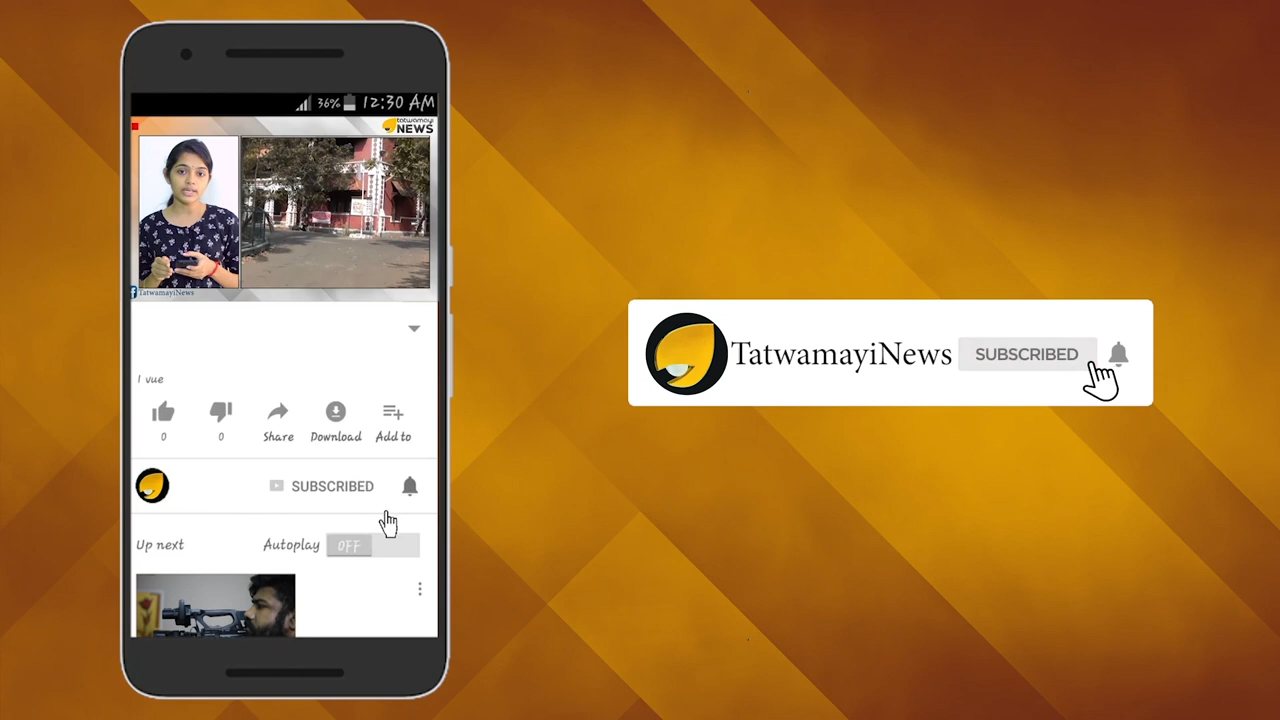 36% 12:30 AM
tatwamayi
NEWS
TatwamayiNews
1 vue
0 0 Share Download Add to
SUBSCRIBED
Up next Autoplay OFF
TatwamayiNews SUBSCRIBED